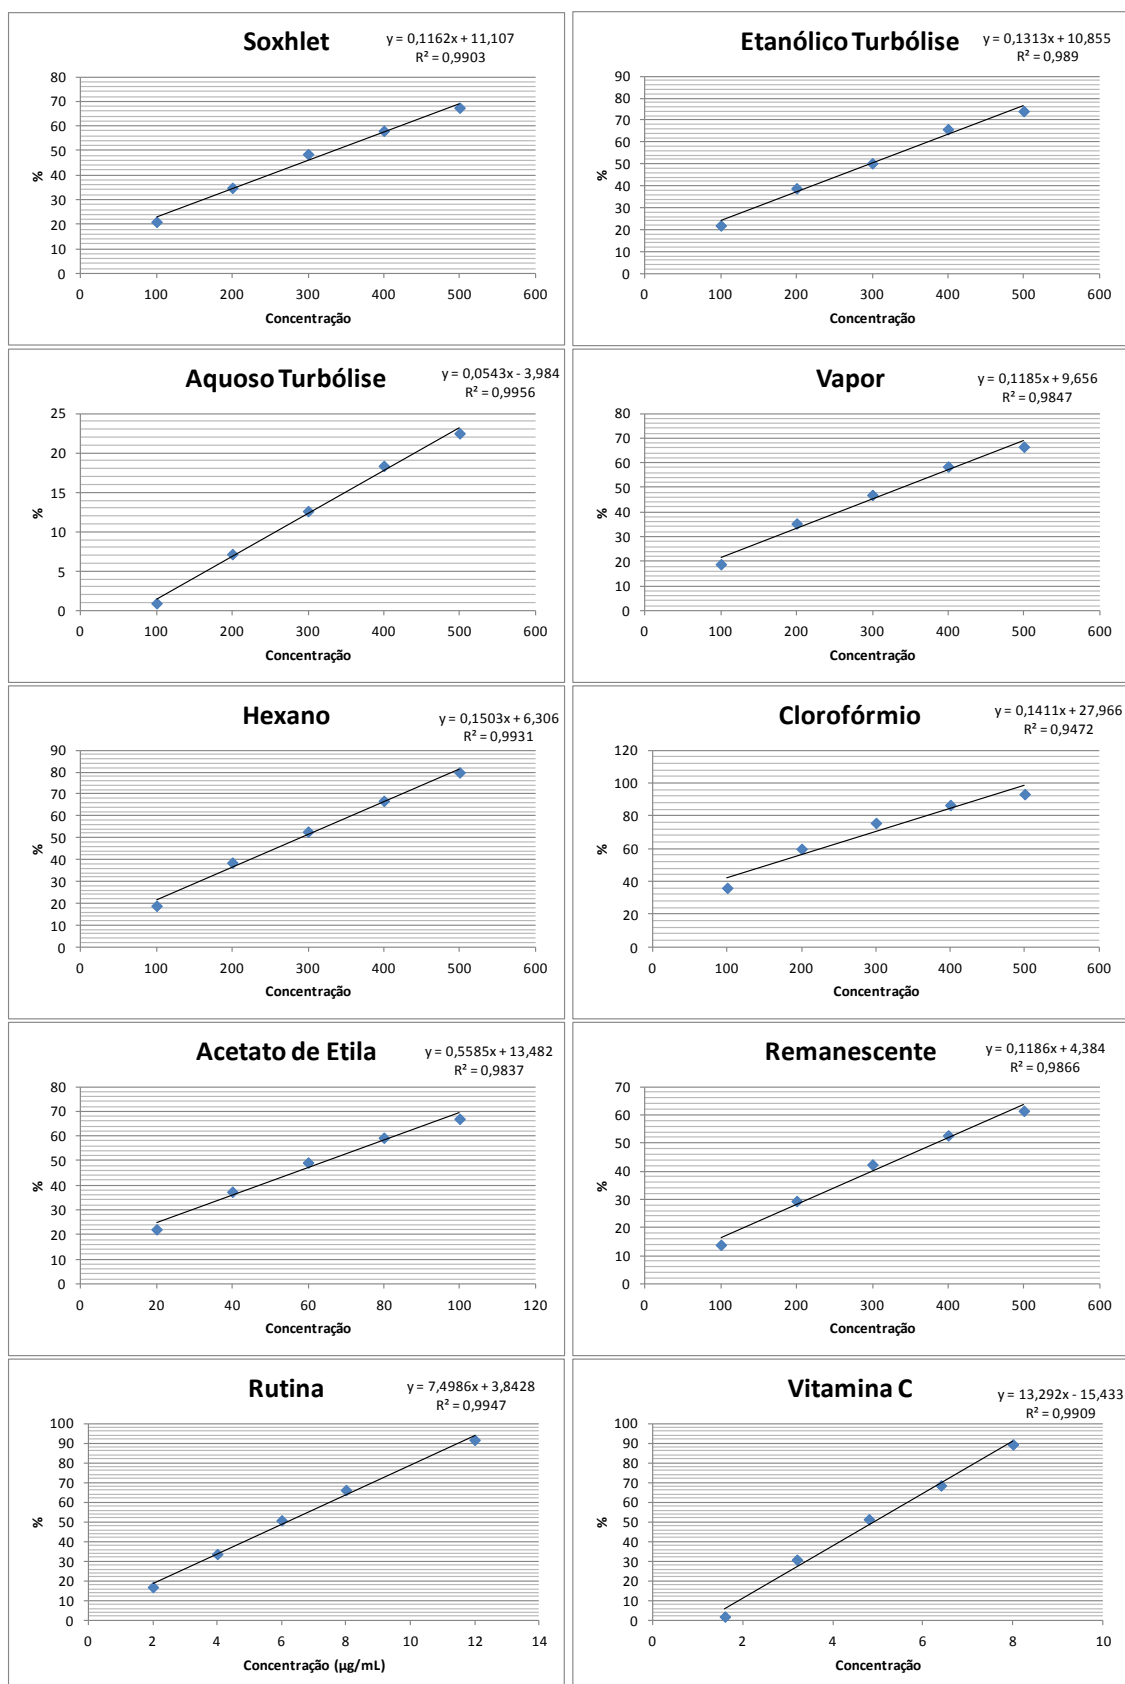 Soxhlet
y = 0,1162x + 11,107
R² = 0,9903
80
70
60
50
40
30
20
10
0
%
0 100 200 300 400 500 600
Concentração
Etanólico Turbólise
y = 0,1313x + 10,855
R² = 0,989
90
80
70
60
50
40
30
20
10
0
%
0 100 200 300 400 500 600
Concentração
Aquoso Turbólise
y = 0,0543x - 3,984
R² = 0,9956
25
20
15
10
5
0
%
0 100 200 300 400 500 600
Concentração
Vapor
y = 0,1185x + 9,656
R² = 0,9847
80
70
60
50
40
30
20
10
0
%
0 100 200 300 400 500 600
Concentração
Hexano
y = 0,1503x + 6,306
R² = 0,9931
90
80
70
60
50
40
30
20
10
0
%
0 100 200 300 400 500 600
Concentração
Clorofórmio
y = 0,1411x + 27,966
R² = 0,9472
120
100
80
60
40
20
0
%
0 100 200 300 400 500 600
Concentração
Acetato de Etila
y = 0,5585x + 13,482
R² = 0,9837
80
70
60
50
40
30
20
10
0
%
0 20 40 60 80 100 120
Concentração
Remanescente
y = 0,1186x + 4,384
R² = 0,9866
70
60
50
40
30
20
10
0
%
0 100 200 300 400 500 600
Concentração
Rutina
y = 7,4986x + 3,8428
R² = 0,9947
100
90
80
70
60
50
40
30
20
10
0
%
0 2 4 6 8 10 12 14
Concentração (µg/mL)
Vitamina C
y = 13,292x - 15,433
R² = 0,9909
100
90
80
70
60
50
40
30
20
10
0
%
0 2 4 6 8 10
Concentração